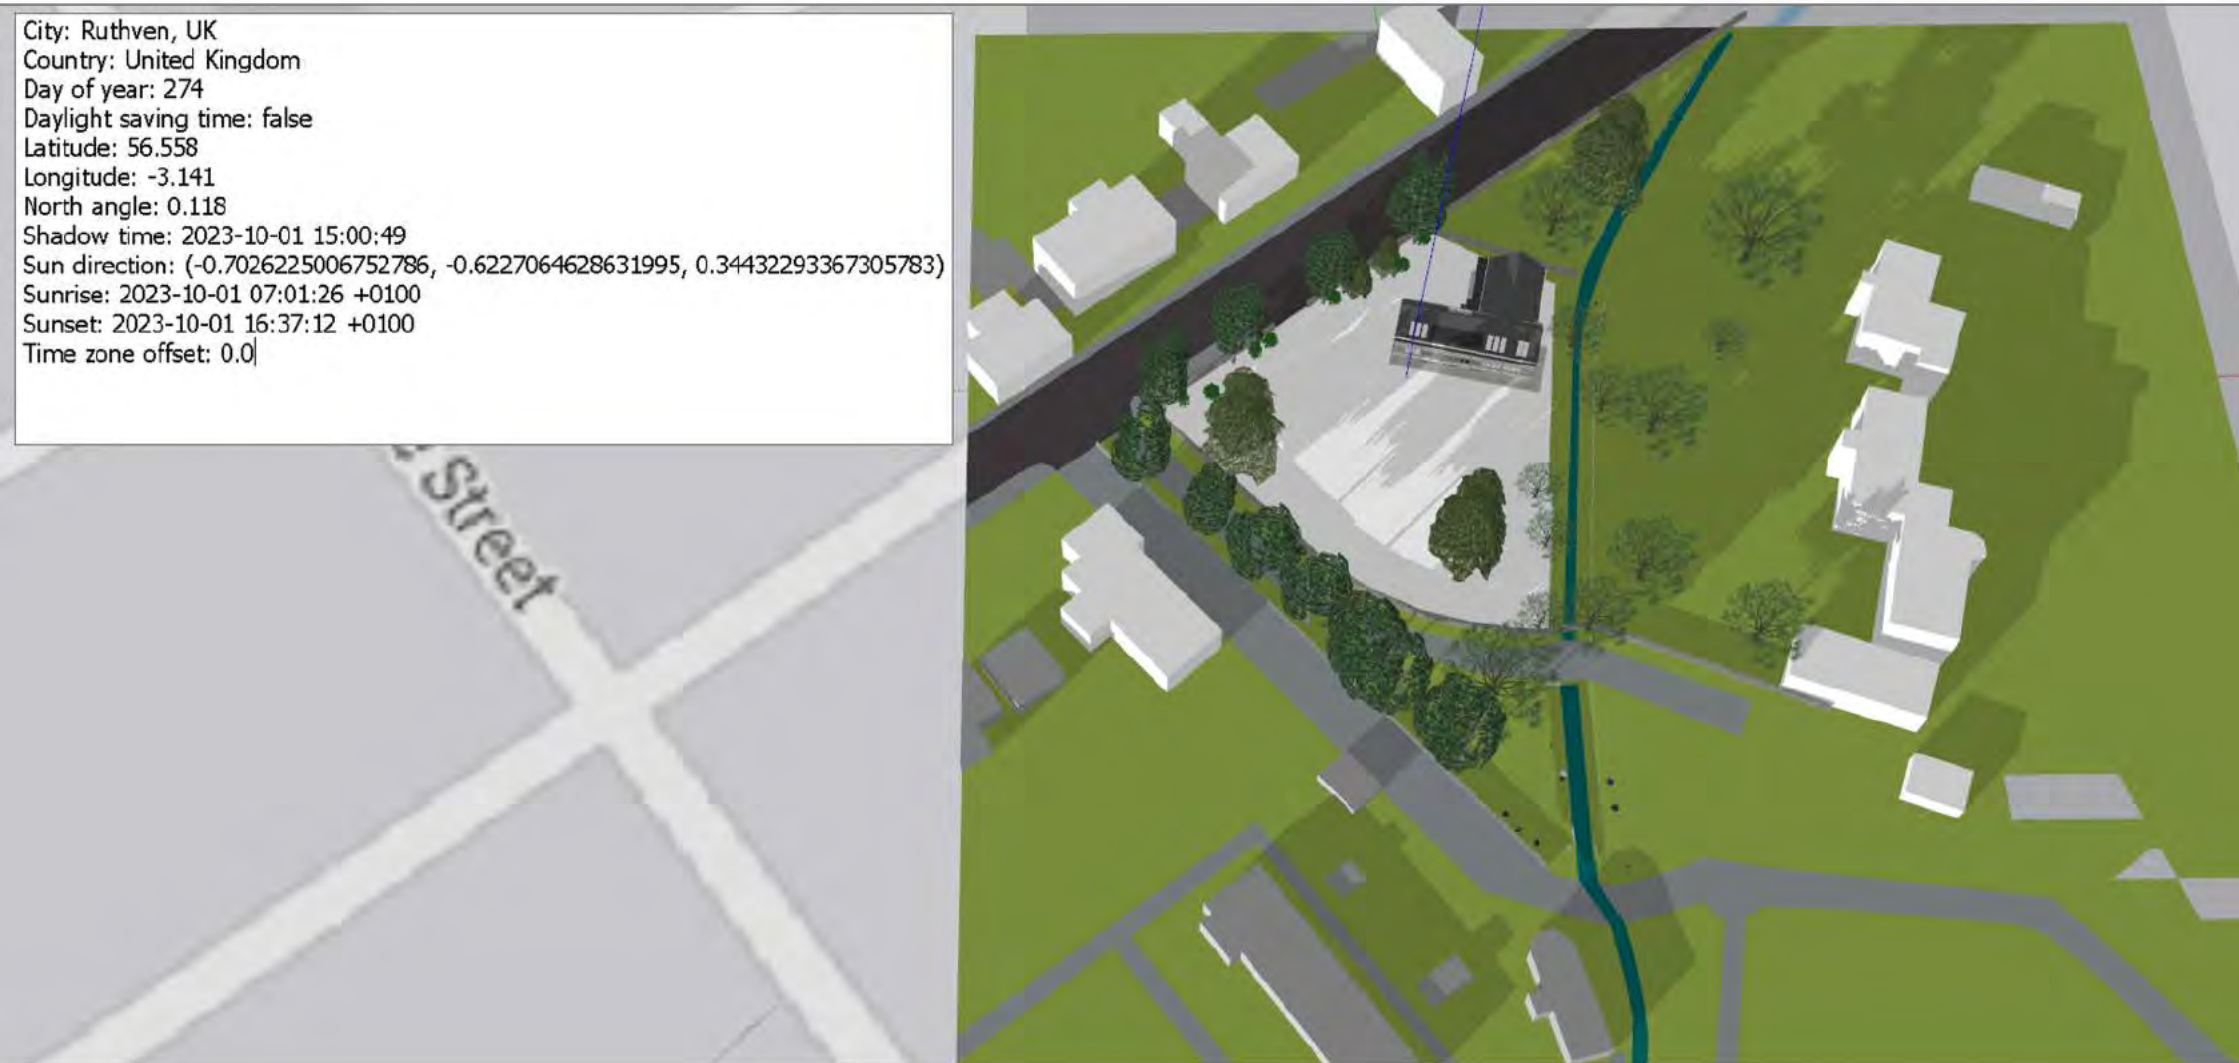 City: Ruthven, UK
Country: United Kingdom
Day of year: 274
Daylight saving time: false
Latitude: 56.558
Longitude: -3.141
North angle: 0.118
Shadow time: 2023-10-01 15:00:49
Sun direction: (-0.7026225006752786, -0.6227064628631995, 0.34432293367305783)
Sunrise: 2023-10-01 07:01:26 +0100
Sunset: 2023-10-01 16:37:12 +0100
Time zone offset: 0.0
Street